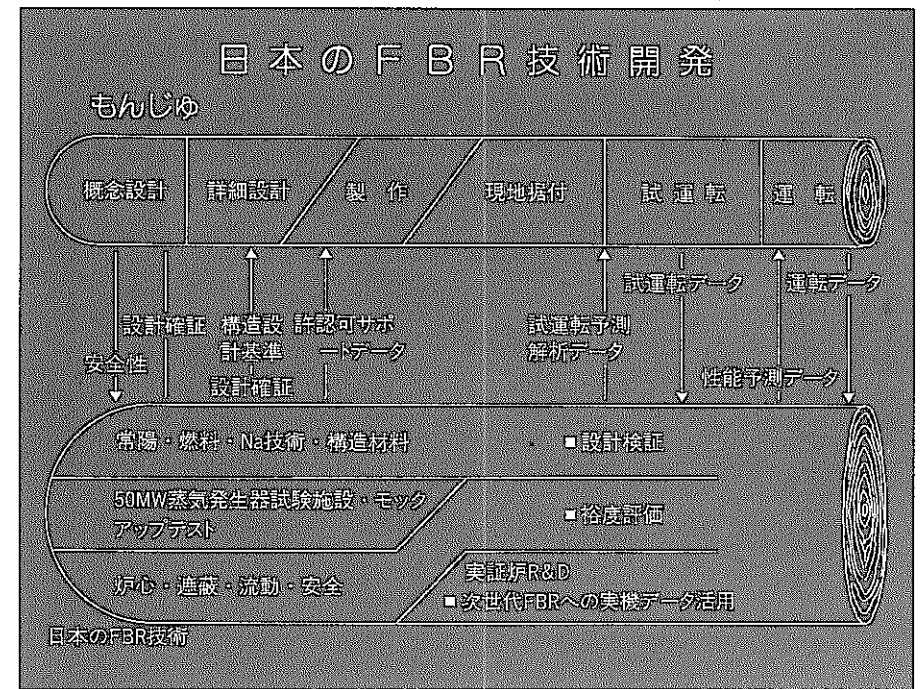 日本のFBR技術開発
もんじゅ
概念設計
詳細設計
製作
現地据付
試運転
運転
試運転データ
運転データ
設計確証
構造設
計基準
許認可サポ
ートデータ
試運転予測
解析データ
安全性
設計確証
性能予測データ
常陽・燃料・Na技術・構造材料
■設計検証
50MW蒸気発生器試験施設・モック
アップテスト
■裕度評価
炉心・遮蔽・流動・安全
実証炉R&D
■次世代FBRへの実機データ活用
日本のFBR技術